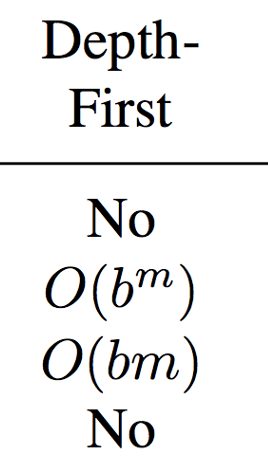 Depth-
First
No
O(b^m)
O(bm)
No